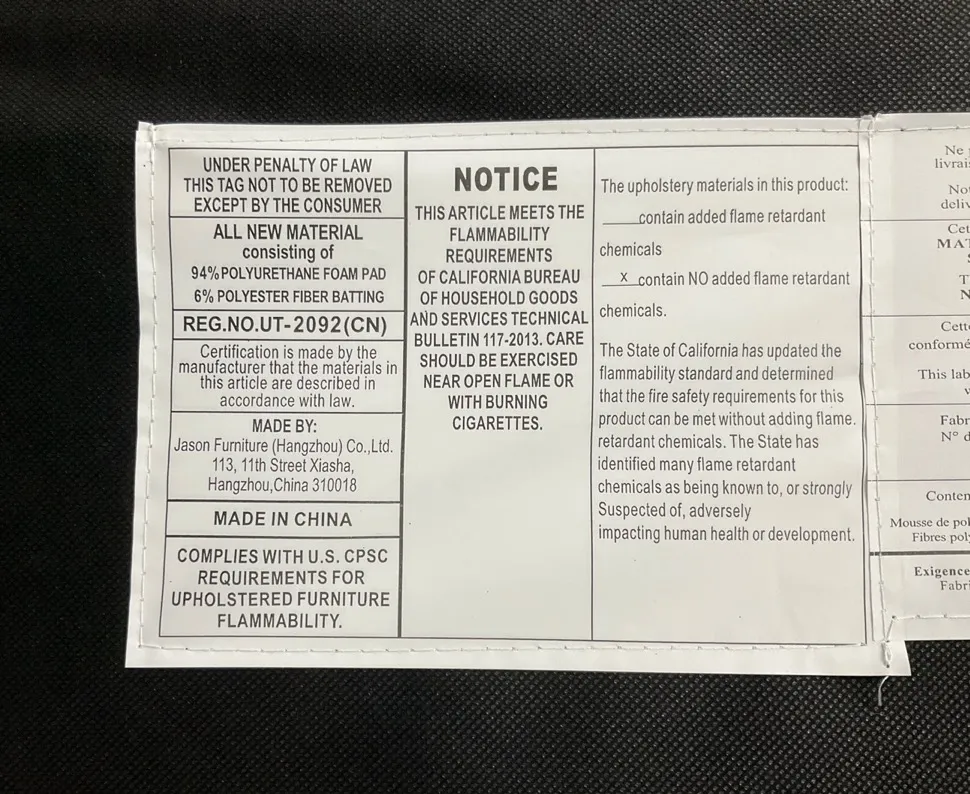 UNDER PENALTY OF LAW
THIS TAG NOT TO BE REMOVED
EXCEPT BY THE CONSUMER
ALL NEW MATERIAL
consisting of
94%POLYURETHANE FOAM PAD
6% POLYESTER FIBER BATTING
REG.NO.UT-2092(CN)
Certification is made by the
manufacturer that the materials in
this article are described in
accordance with law.
MADE BY:
Jason Furniture (Hangzhou) Co.,Ltd.
113, 11th Street Xiasha,
Hangzhou,China 310018
MADE IN CHINA
COMPLIES WITH U.S. CPSC
REQUIREMENTS FOR
UPHOLSTERED FURNITURE
FLAMMABILITY.
NOTICE
THIS ARTICLE MEETS THE
FLAMMABILITY
REQUIREMENTS
OF CALIFORNIA BUREAU
OF HOUSEHOLD GOODS
AND SERVICES TECHNICAL
BULLETIN 117-2013. CARE
SHOULD BE EXERCISED
NEAR OPEN FLAME OR
WITH BURNING
CIGARETTES.
The upholstery materials in this product:
____contain added flame retardant
chemicals
__x__contain NO added flame retardant
chemicals.
The State of California has updated the
flammability standard and determined
that the fire safety requirements for this
product can be met without adding flame.
retardant chemicals. The State has
identified many flame retardant
chemicals as being known to, or strongly
Suspected of, adversely
impacting human health or development.
Ne
MA
This
N°
Mousse de
Fibres